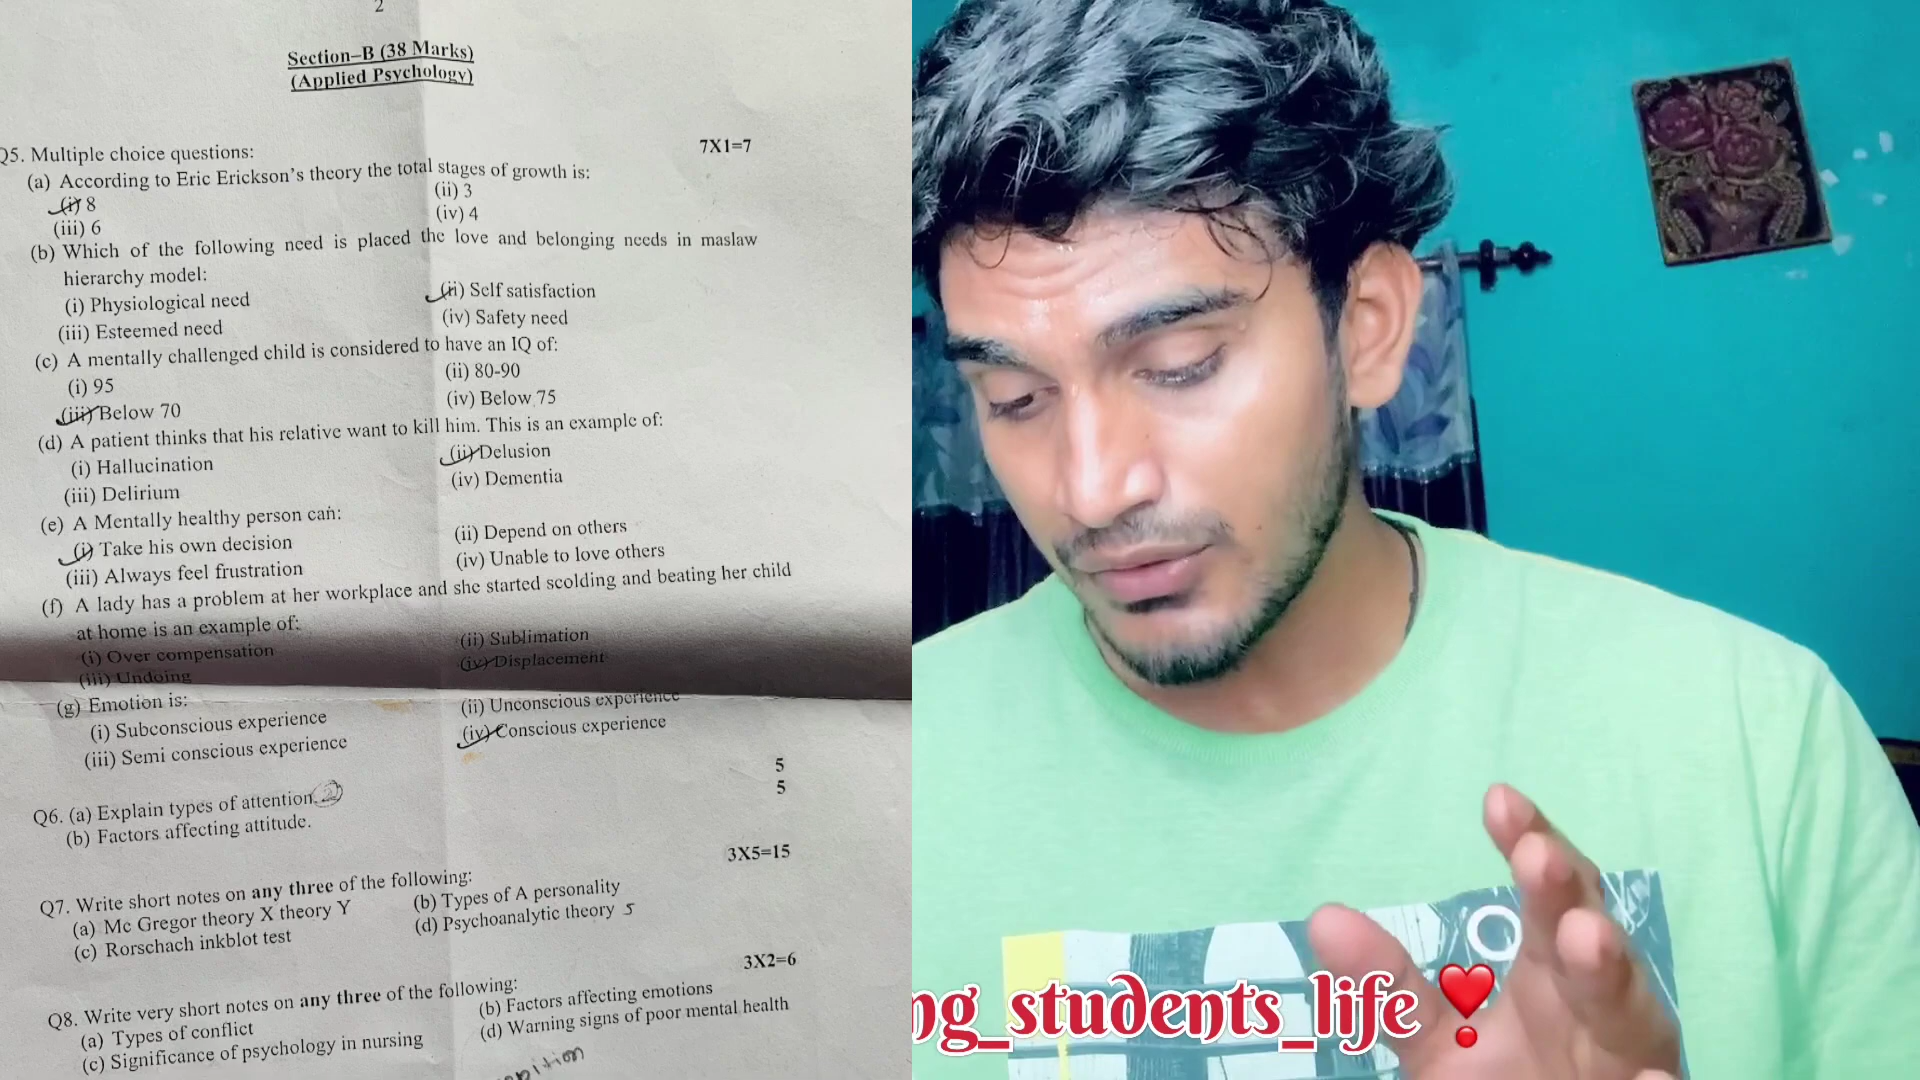 2
Section–B (38 Marks)
(Applied Psychology)
Q5. Multiple choice questions:
7X1=7
(a) According to Eric Erickson's theory the total stages of growth is:
(i) 8
(ii) 3
(iii) 6
(iv) 4
(b) Which of the following need is placed the love and belonging needs in maslaw
hierarchy model:
(i) Physiological need
(ii) Self satisfaction
(iii) Esteemed need
(iv) Safety need
(c) A mentally challenged child is considered to have an IQ of:
(i) 95
(ii) 80-90
(iii) Below 70
(iv) Below 75
(d) A patient thinks that his relative want to kill him. This is an example of:
(i) Hallucination
(ii) Delusion
(iii) Delirium
(iv) Dementia
(e) A Mentally healthy person can:
(i) Take his own decision
(ii) Depend on others
(iii) Always feel frustration
(iv) Unable to love others
(f) A lady has a problem at her workplace and she started scolding and beating her child
at home is an example of:
(i) Over compensation
(ii) Sublimation
(iii) Undoing
(iv) Displacement
(g) Emotion is:
(i) Subconscious experience
(ii) Unconscious experience
(iii) Semi conscious experience
(iv) Conscious experience
Q6. (a) Explain types of attention.
5
(b) Factors affecting attitude.
5
Q7. Write short notes on any three of the following:
3X5=15
(a) Mc Gregor theory X theory Y
(b) Types of A personality
(c) Rorschach inkblot test
(d) Psychoanalytic theory 5
Q8. Write very short notes on any three of the following:
3X2=6
(a) Types of conflict
(b) Factors affecting emotions
(c) Significance of psychology in nursing
(d) Warning signs of poor mental health
ng_students_life